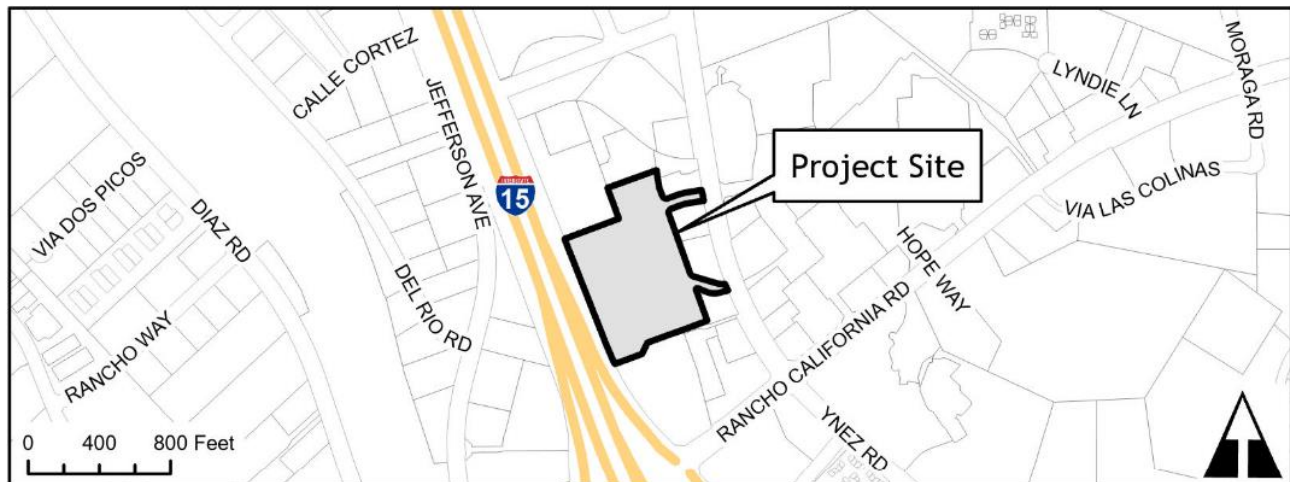 CALLE CORTEZ
JEFFERSON AVE
VIA DOS PICOS
DIAZ RD
RANCHO WAY
DEL RIO RD
INTERSTATE
15
Project Site
LYNDIE LN
MORAGA RD
VIA LAS COLINAS
HOPE WAY
RANCHO CALIFORNIA RD
YNEZ RD
0 400 800 Feet